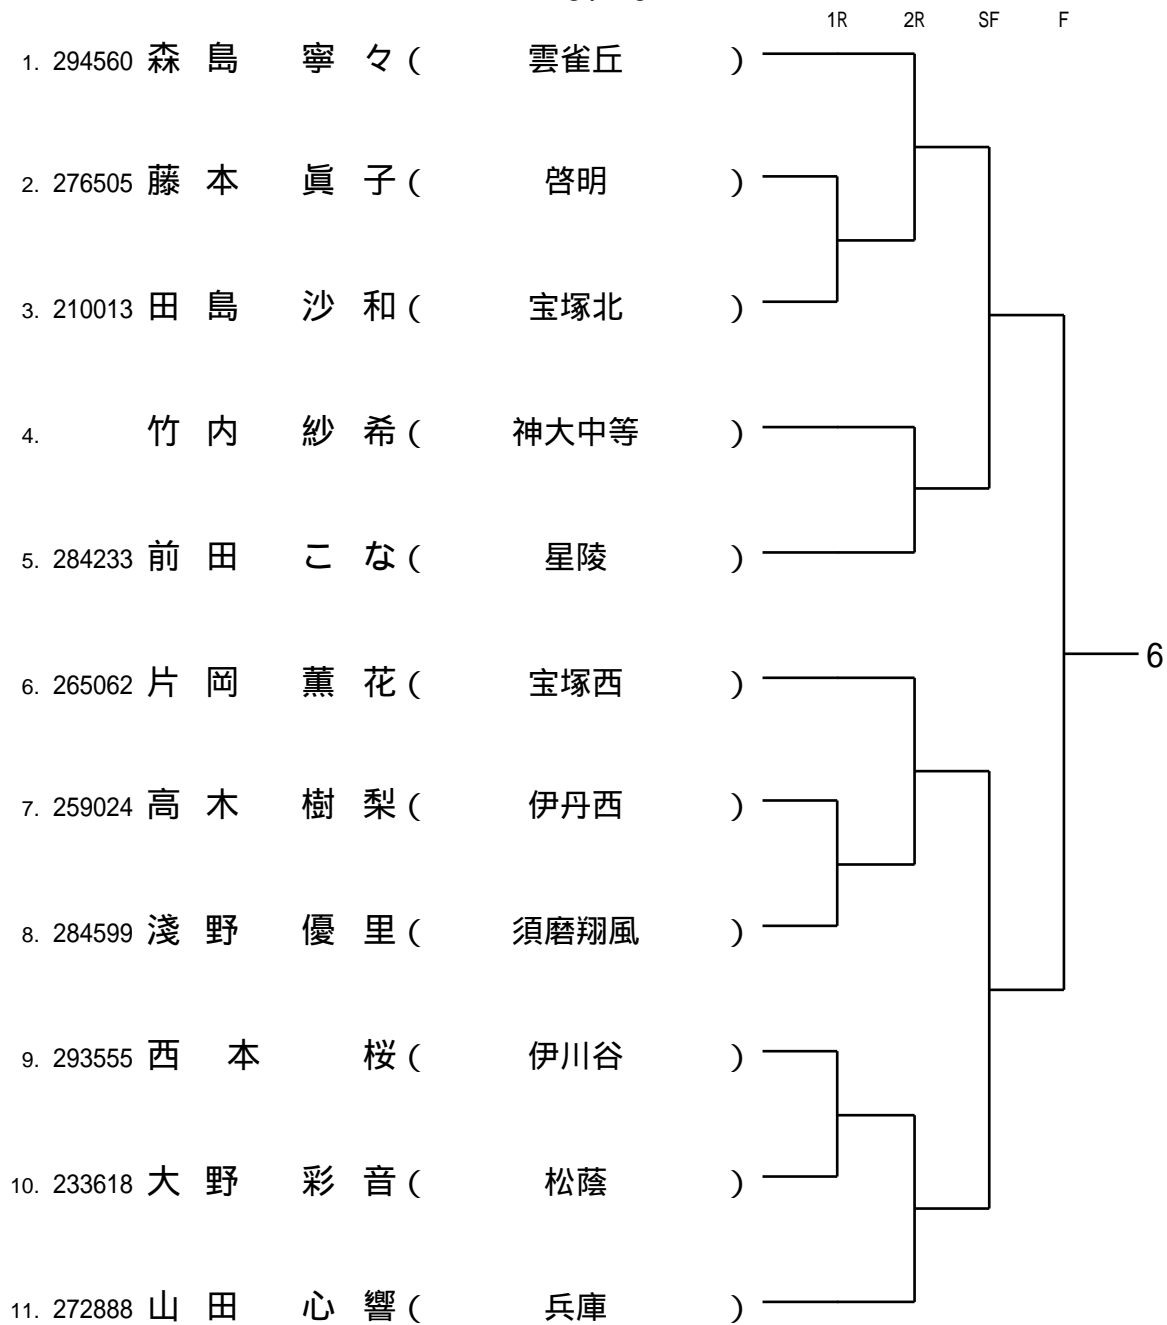 1R 2R SF F
1. 294560 森 島 寧 々 ( 雲雀丘 )
2. 276505 藤 本 眞 子 ( 啓明 )
3. 210013 田 島 沙 和 ( 宝塚北 )
4. 竹 内 紗 希 ( 神大中等 )
5. 284233 前 田 こ な ( 星陵 )
6
6. 265062 片 岡 薫 花 ( 宝塚西 )
7. 259024 高 木 樹 梨 ( 伊丹西 )
8. 284599 淺 野 優 里 ( 須磨翔風 )
9. 293555 西 本 桜 ( 伊川谷 )
10. 233618 大 野 彩 音 ( 松蔭 )
11. 272888 山 田 心 響 ( 兵庫 )